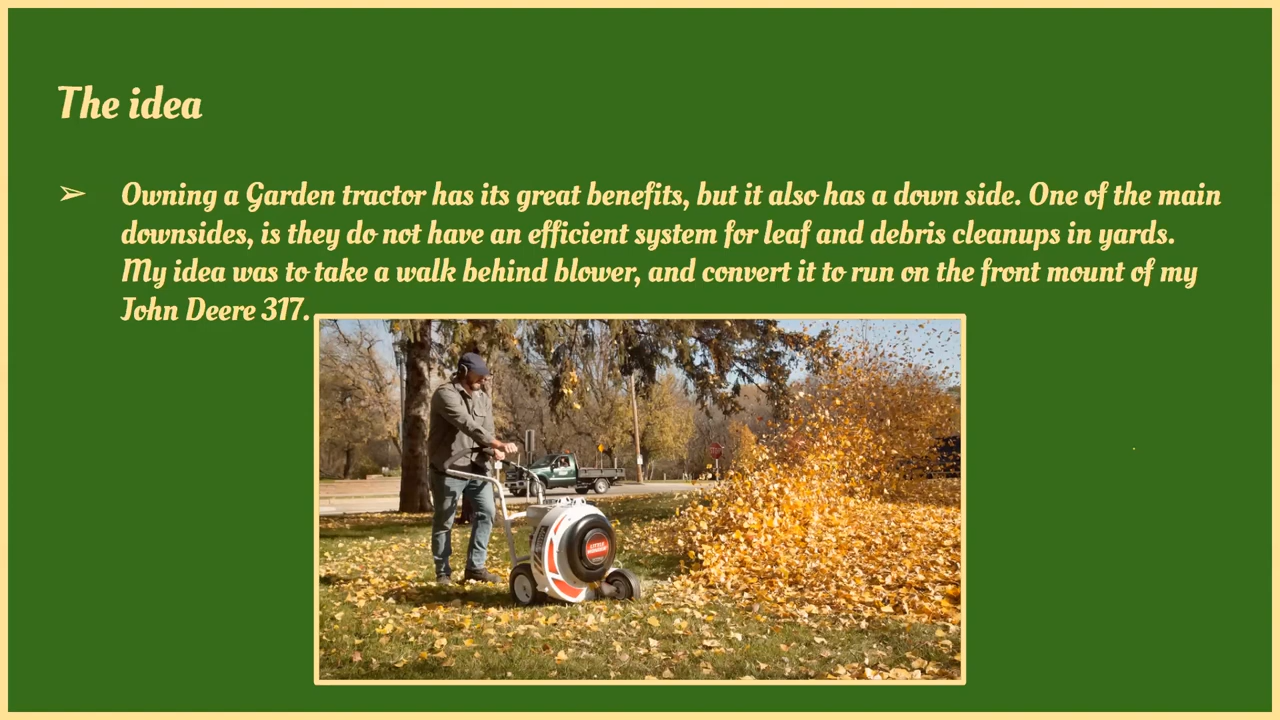 The idea
➢ Owning a Garden tractor has its great benefits, but it also has a down side. One of the main
downsides, is they do not have an efficient system for leaf and debris cleanups in yards.
My idea was to take a walk behind blower, and convert it to run on the front mount of my
John Deere 317.